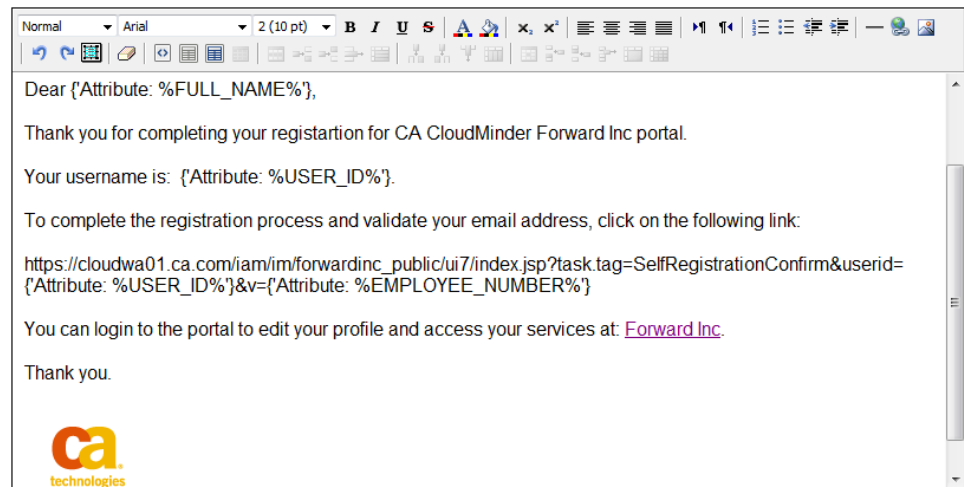 Normal Arial 2 (10 pt) B I U S A x₂ x²
Dear {'Attribute: %FULL_NAME%'},
Thank you for completing your registartion for CA CloudMinder Forward Inc portal.
Your username is:  {'Attribute: %USER_ID%'}.
To complete the registration process and validate your email address, click on the following link:
https://cloudwa01.ca.com/iam/im/forwardinc_public/ui7/index.jsp?task.tag=SelfRegistrationConfirm&userid=
{'Attribute: %USER_ID%'}&v={'Attribute: %EMPLOYEE_NUMBER%'}
You can login to the portal to edit your profile and access your services at: Forward Inc.
Thank you.
ca
technologies